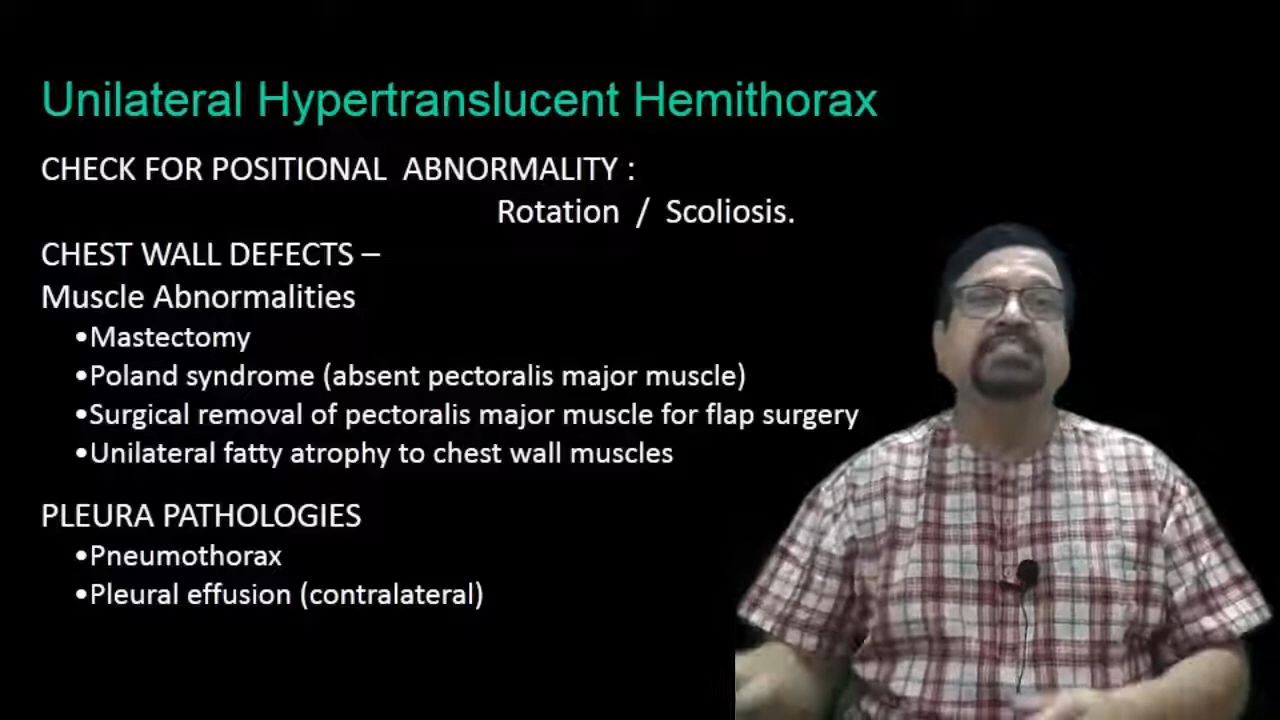 Unilateral Hypertranslucent Hemithorax
CHECK FOR POSITIONAL ABNORMALITY :
Rotation / Scoliosis.
CHEST WALL DEFECTS –
Muscle Abnormalities
•Mastectomy
•Poland syndrome (absent pectoralis major muscle)
•Surgical removal of pectoralis major muscle for flap surgery
•Unilateral fatty atrophy to chest wall muscles
PLEURA PATHOLOGIES
•Pneumothorax
•Pleural effusion (contralateral)